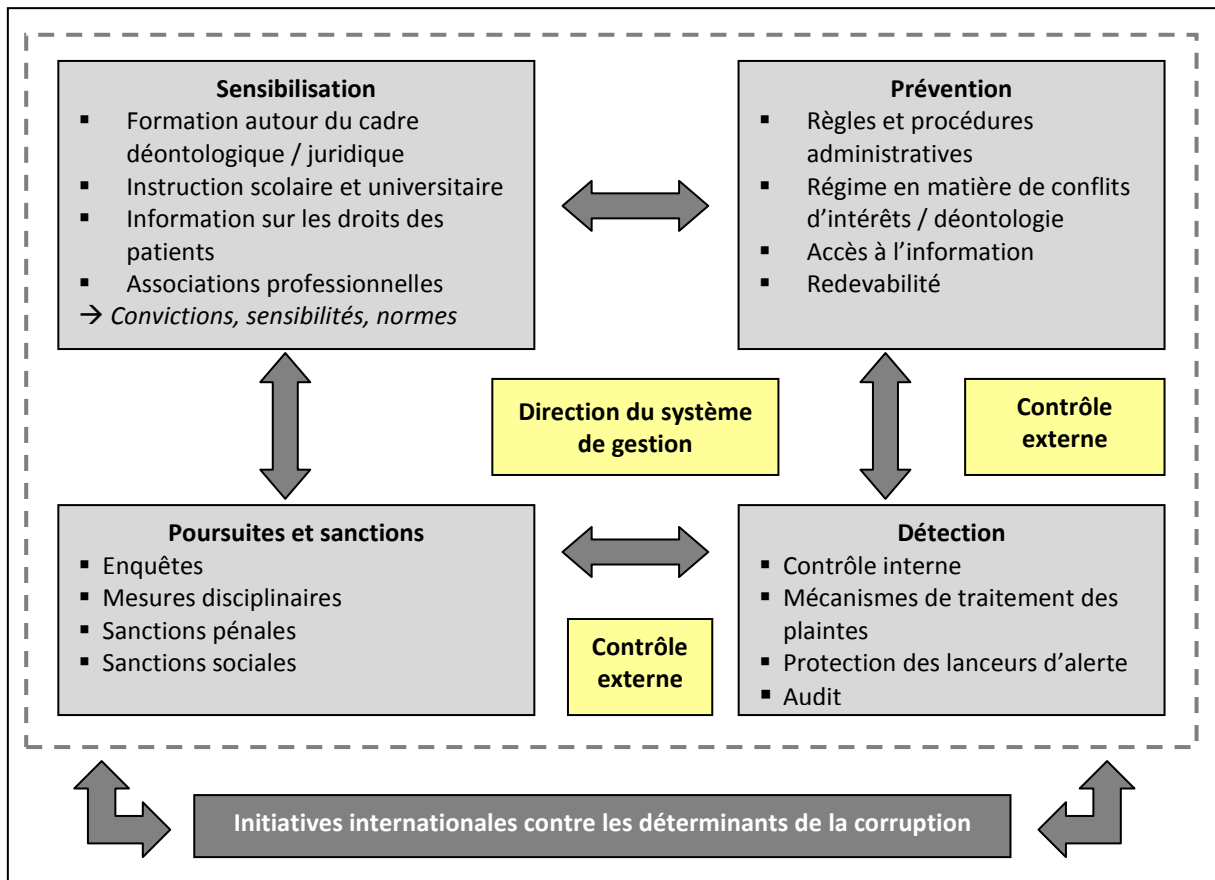 Sensibilisation
▪ Formation autour du cadre
déontologique / juridique
▪ Instruction scolaire et universitaire
▪ Information sur les droits des
patients
▪ Associations professionnelles
→ Convictions, sensibilités, normes
Prévention
▪ Règles et procédures
administratives
▪ Régime en matière de conflits
d’intérêts / déontologie
▪ Accès à l’information
▪ Redevabilité
Direction du système
de gestion
Contrôle
externe
Poursuites et sanctions
▪ Enquêtes
▪ Mesures disciplinaires
▪ Sanctions pénales
▪ Sanctions sociales
Contrôle
externe
Détection
▪ Contrôle interne
▪ Mécanismes de traitement des
plaintes
▪ Protection des lanceurs d’alerte
▪ Audit
Initiatives internationales contre les déterminants de la corruption